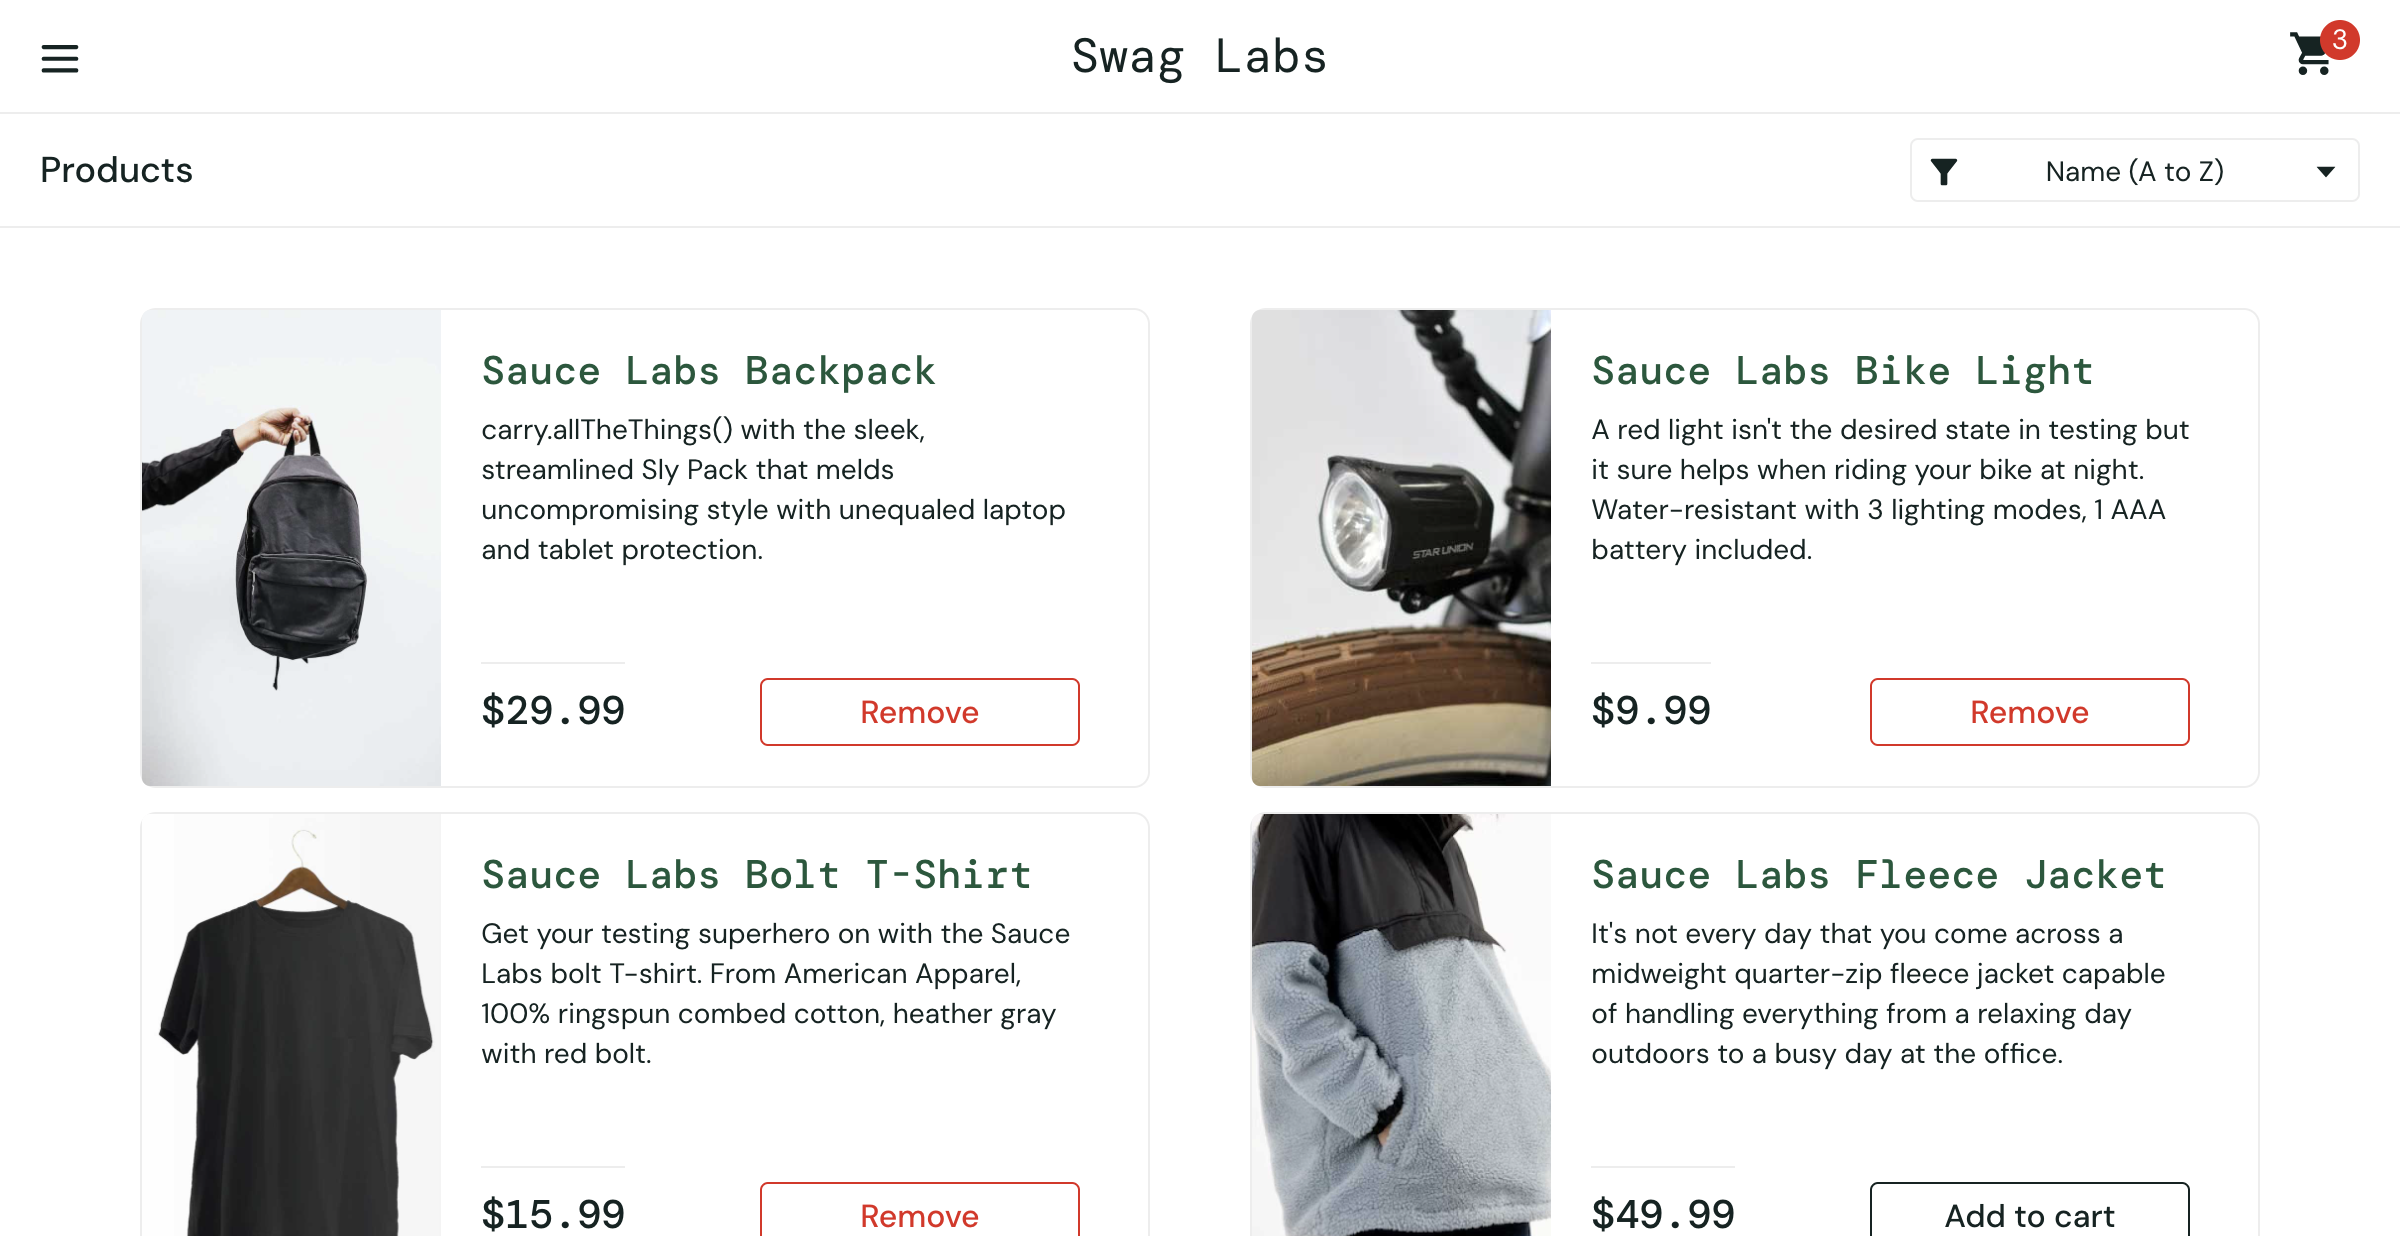 Swag Labs
3
Products
Name (A to Z)
Sauce Labs Backpack
carry.allTheThings() with the sleek,
streamlined Sly Pack that melds
uncompromising style with unequaled laptop
and tablet protection.
$29.99
Remove
Sauce Labs Bike Light
A red light isn't the desired state in testing but
it sure helps when riding your bike at night.
Water-resistant with 3 lighting modes, 1 AAA
battery included.
STAR UNION
$9.99
Remove
Sauce Labs Bolt T-Shirt
Get your testing superhero on with the Sauce
Labs bolt T-shirt. From American Apparel,
100% ringspun combed cotton, heather gray
with red bolt.
$15.99
Remove
Sauce Labs Fleece Jacket
It's not every day that you come across a
midweight quarter-zip fleece jacket capable
of handling everything from a relaxing day
outdoors to a busy day at the office.
$49.99
Add to cart